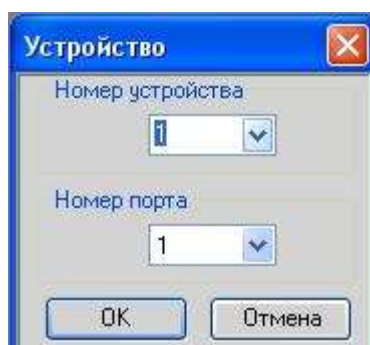 Устройство
Номер устройства
1
Номер порта
1
OK
Отмена